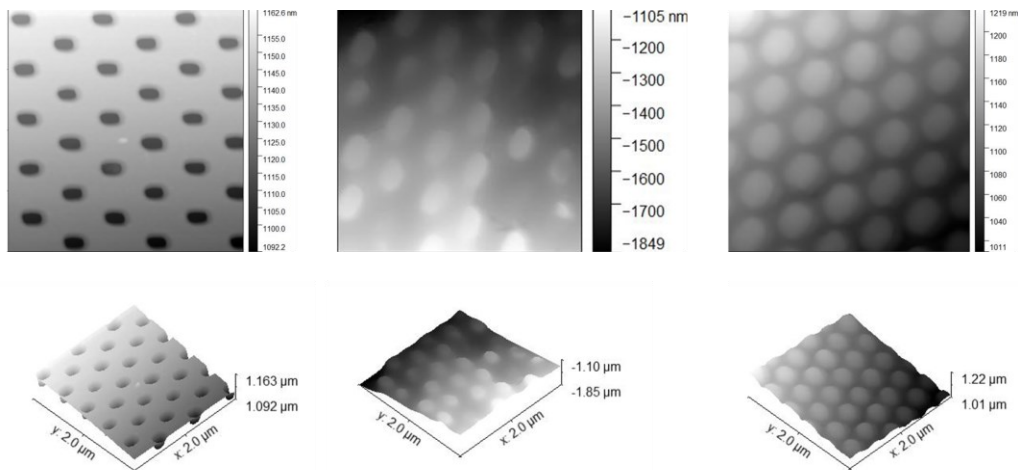 1162.6 nm
1155.0
1150.0
1145.0
1140.0
1135.0
1130.0
1125.0
1120.0
1115.0
1110.0
1105.0
1100.0
1092.2
−1105 nm
−1200
−1300
−1400
−1500
−1600
−1700
−1849
1219 nm
1200
1180
1160
1140
1120
1100
1080
1060
1040
1011
1.163 µm
1.092 µm
y: 2.0 µm
x: 2.0 µm
-1.10 µm
-1.85 µm
y: 2.0 µm
x: 2.0 µm
1.22 µm
1.01 µm
y: 2.0 µm
x: 2.0 µm